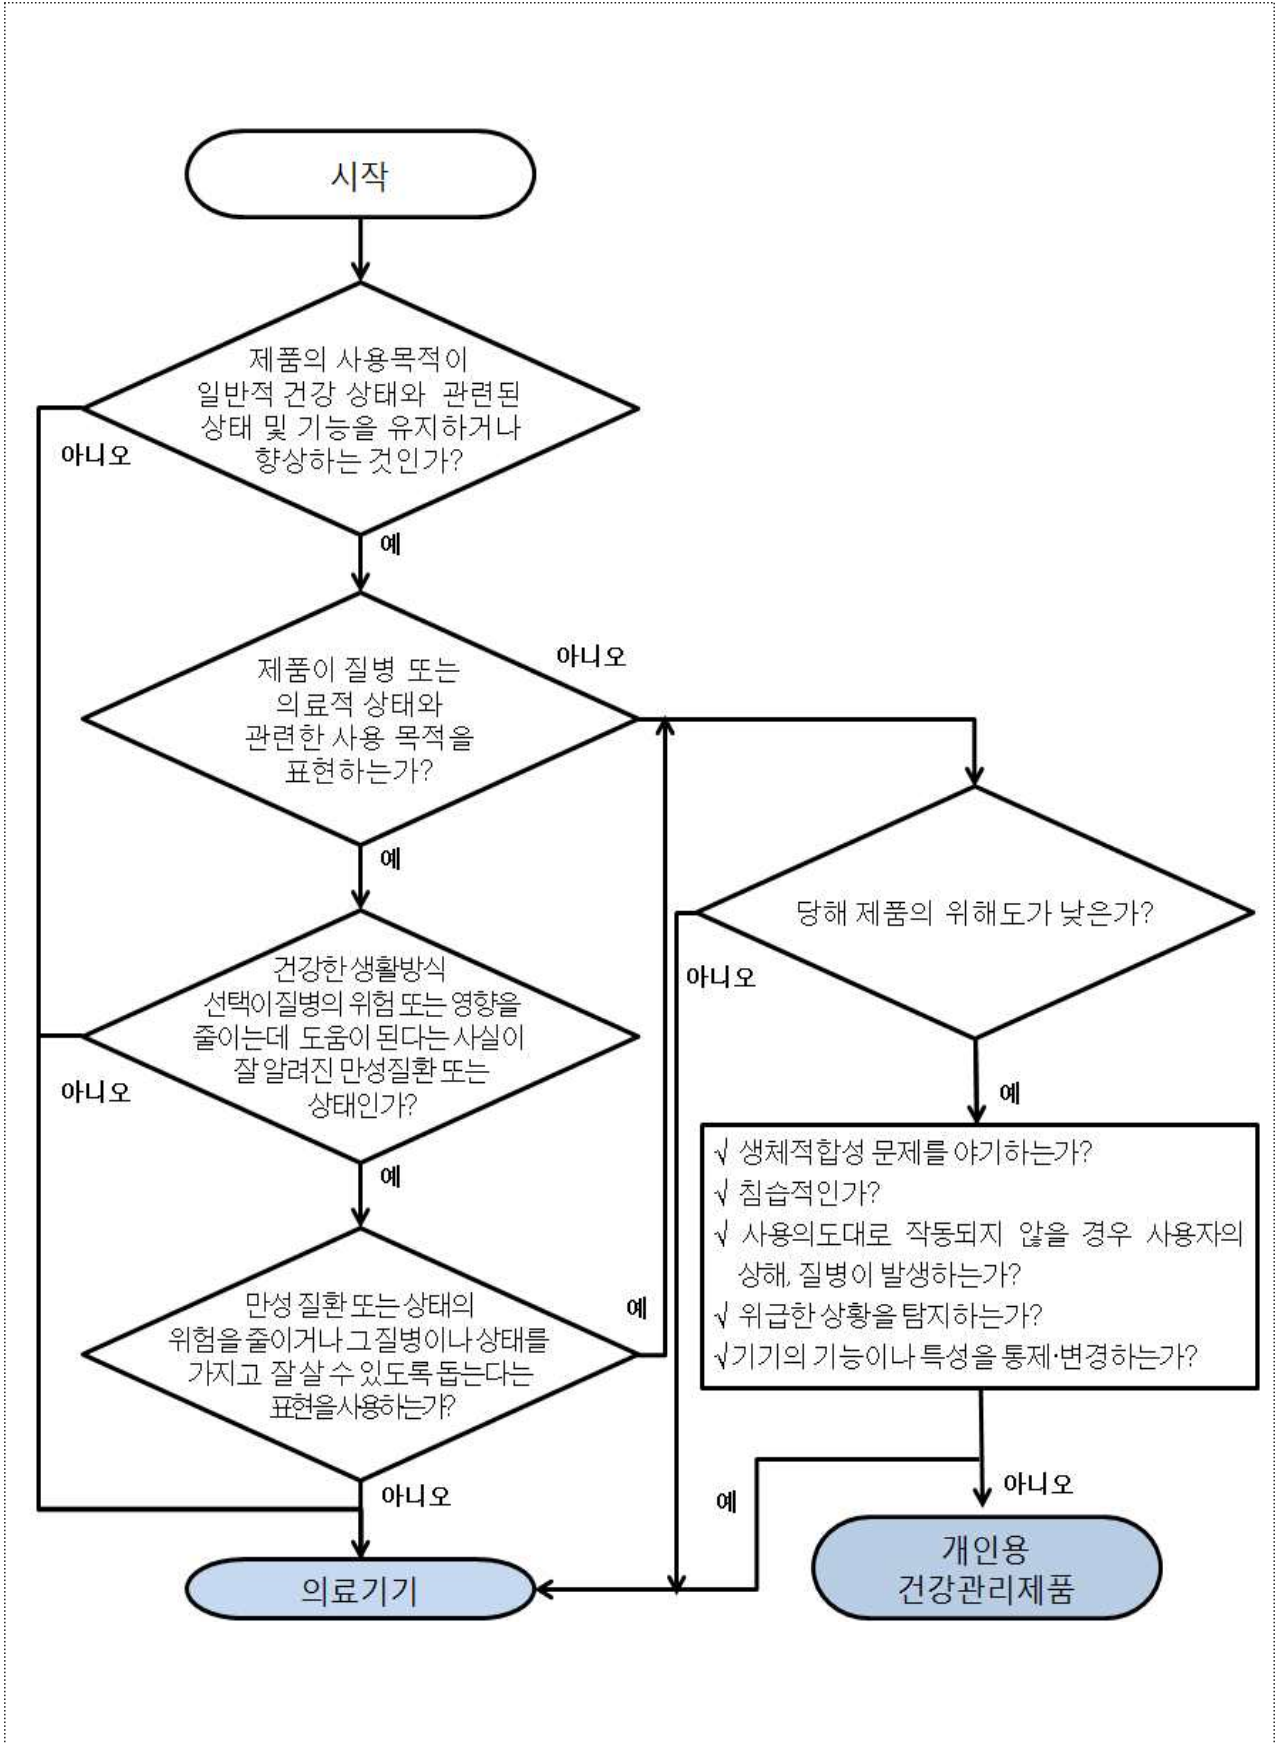 시작
제품의 사용목적이
일반적 건강 상태와 관련된
상태 및 기능을 유지하거나
향상하는 것인가?
아니오
예
제품이 질병 또는
의료적 상태와
관련한 사용 목적을
표현하는가?
아니오
예
당해 제품의 위해도가 낮은가?
아니오
예
건강한 생활방식
선택이 질병의 위험 또는 영향을
줄이는데 도움이 된다는 사실이
잘 알려진 만성질환 또는
상태인가?
아니오
예
√ 생체적합성 문제를 야기하는가?
√ 침습적인가?
√ 사용의도대로 작동되지 않을 경우 사용자의
상해, 질병이 발생하는가?
√ 위급한 상황을 탐지하는가?
√기기의 기능이나 특성을 통제·변경하는가?
만성 질환 또는 상태의
위험을 줄이거나 그 질병이나 상태를
가지고 잘 살 수 있도록 돕는다는
표현을 사용하는가?
예
아니오
예
아니오
의료기기
개인용
건강관리제품